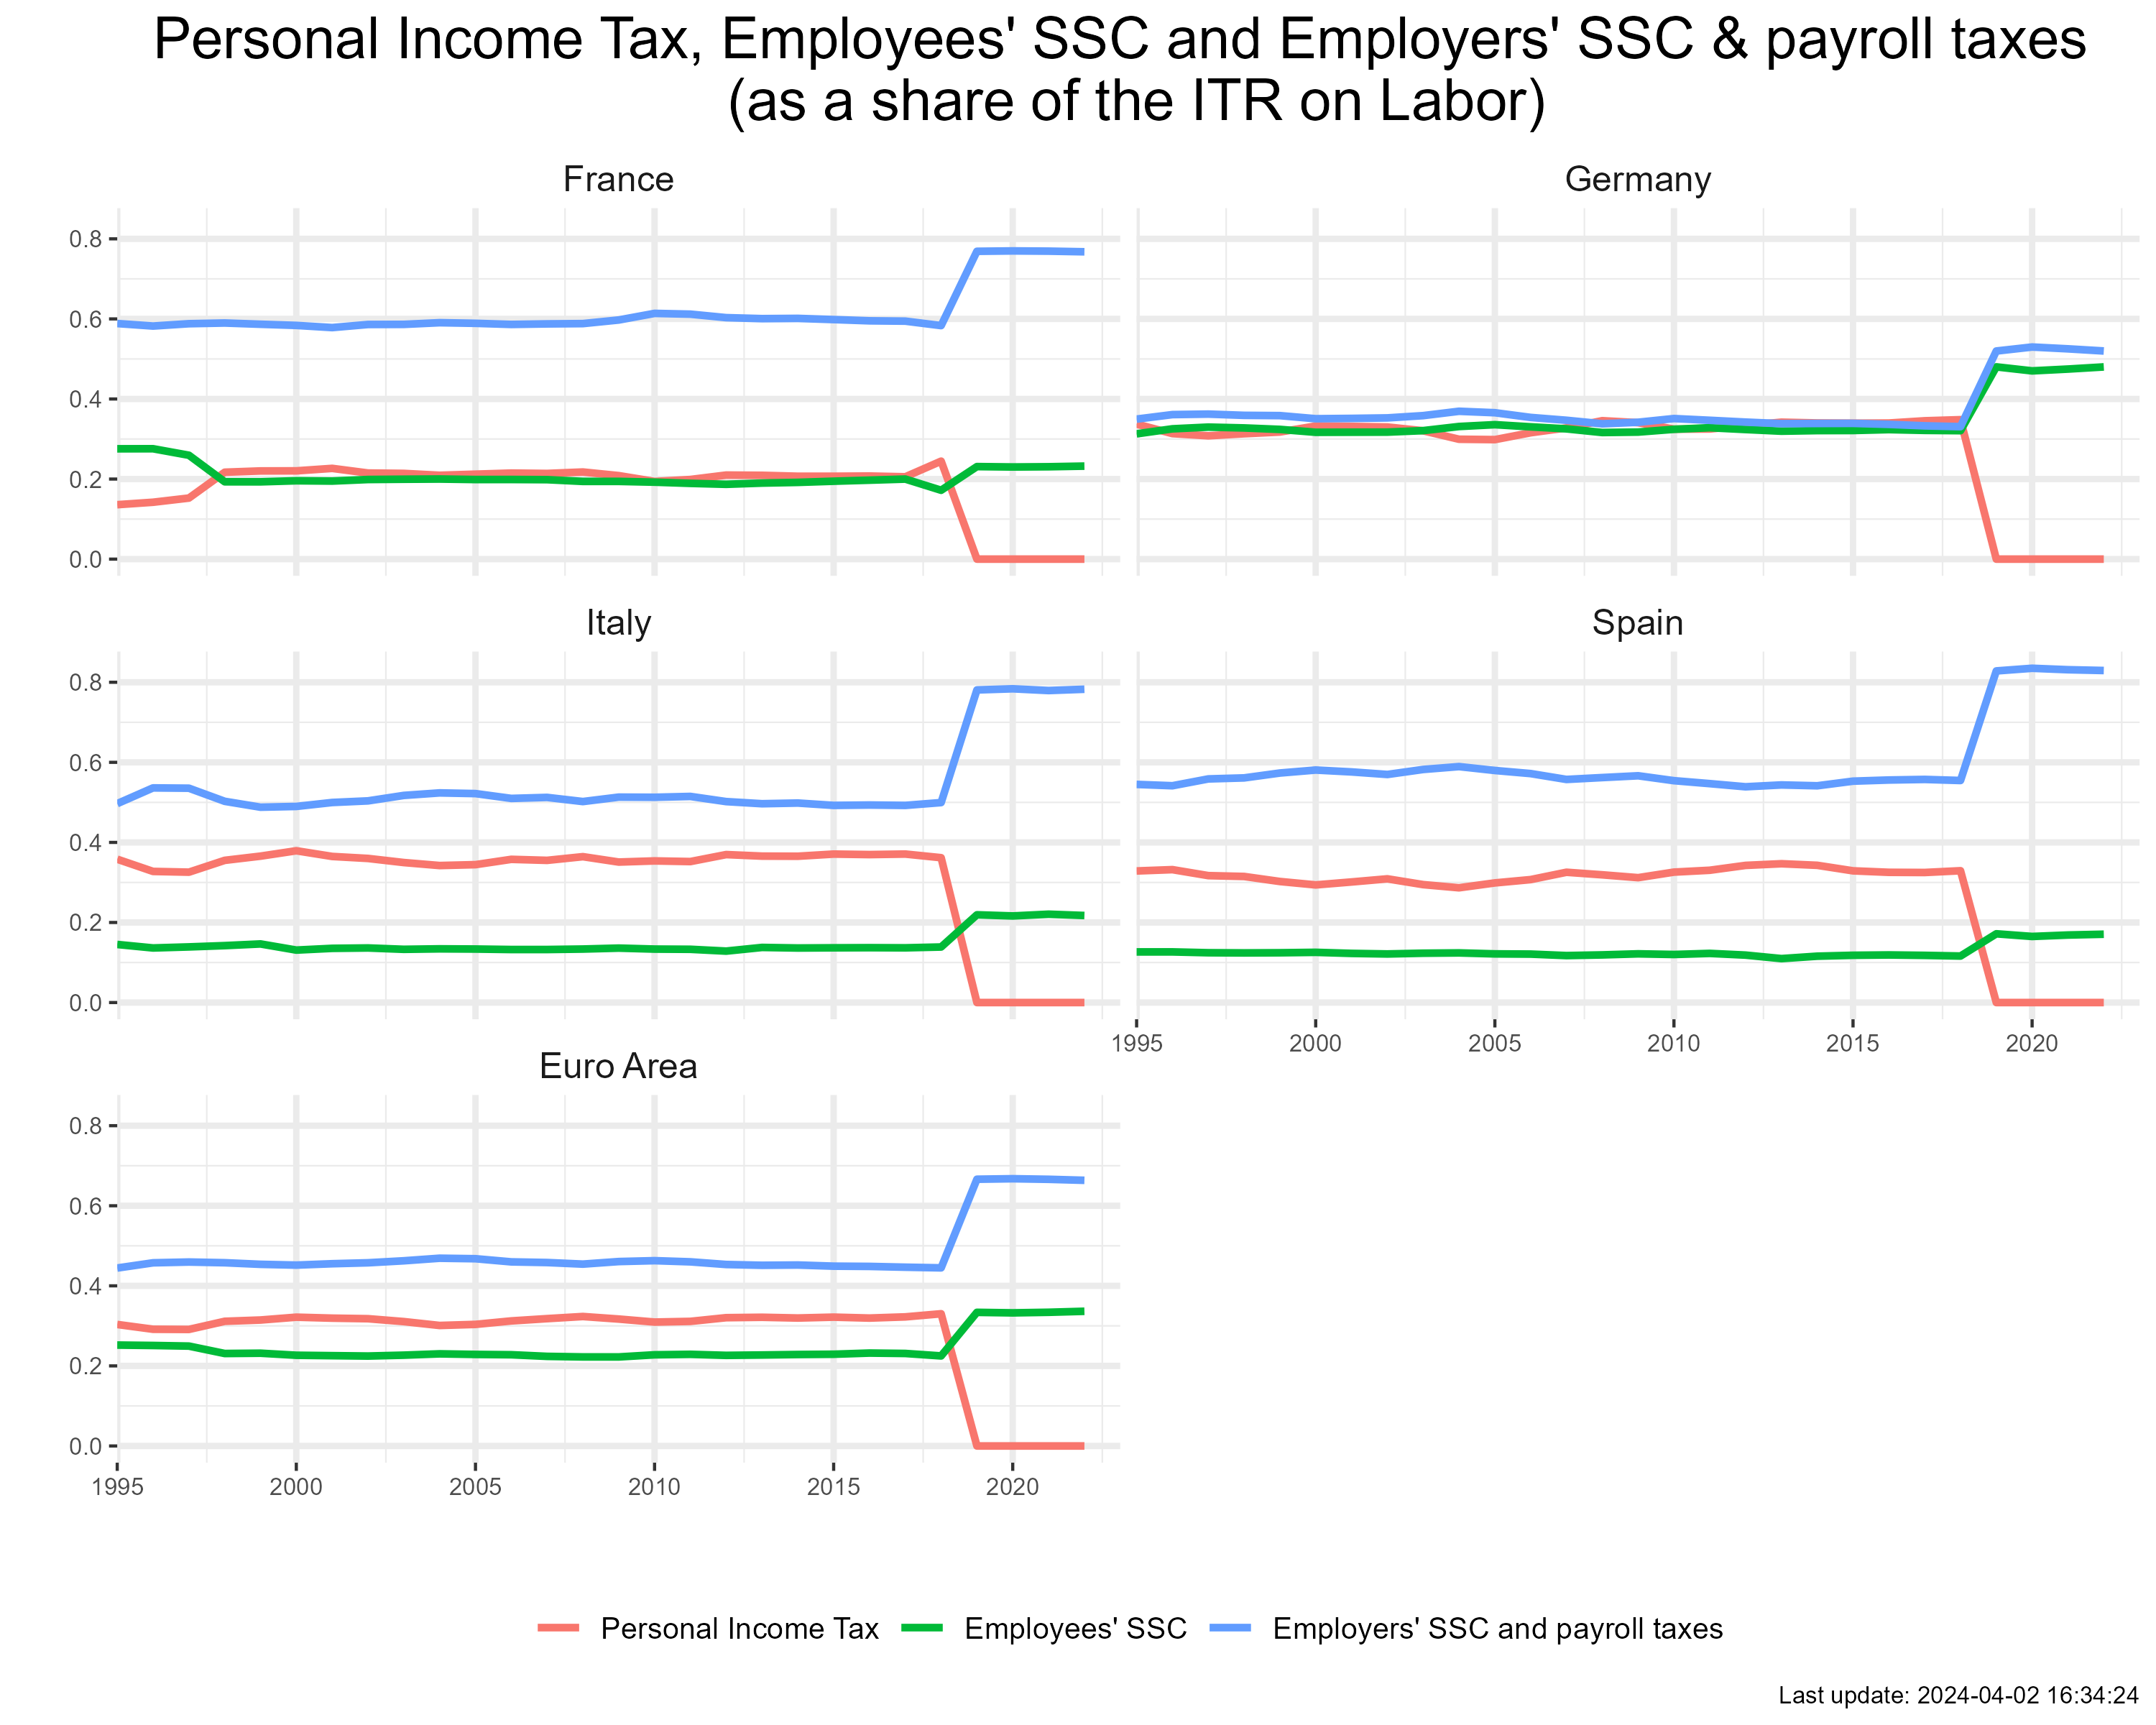 Personal Income Tax, Employees' SSC and Employers' SSC & payroll taxes
(as a share of the ITR on Labor)
France
Germany
0.8
0.6
0.4
0.2
0.0
Italy
Spain
0.8
0.6
0.4
0.2
0.0
1995 2000 2005 2010 2015 2020
Euro Area
0.8
0.6
0.4
0.2
0.0
1995 2000 2005 2010 2015 2020
Personal Income Tax Employees' SSC Employers' SSC and payroll taxes
Last update: 2024-04-02 16:34:24